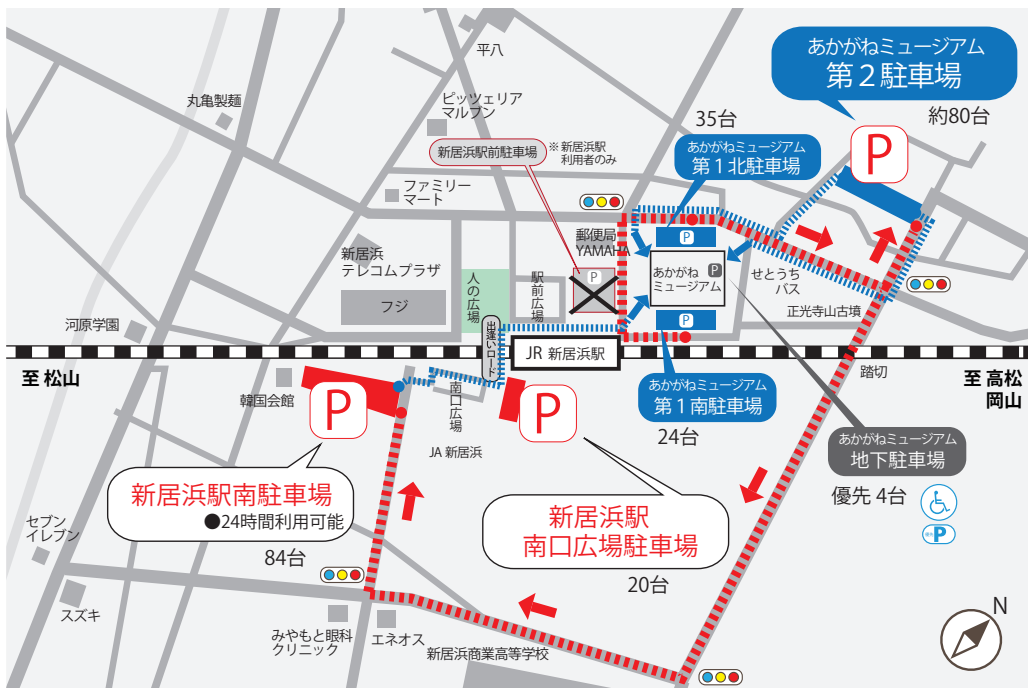 平八
丸亀製麺
ピッツェリア
マルブン
新居浜駅前駐車場
※ 新居浜駅
利用者のみ
ファミリー
マート
35台
あかがねミュージアム
第1北駐車場
あかがねミュージアム
第2駐車場
約80台
P
新居浜
テレコムプラザ
フジ
人の広場
駅前広場
郵便局
YAMAHA
P
P
あかがね
ミュージアム
P
P
せとうち
バス
正光寺山古墳
河原学園
出逢いロード
JR 新居浜駅
至 松山
至 高松
岡山
踏切
韓国会館
P
南口広場
JA 新居浜
P
あかがねミュージアム
第1南駐車場
24台
あかがねミュージアム
地下駐車場
優先 4台
P
新居浜駅南駐車場
●24時間利用可能
84台
新居浜駅
南口広場駐車場
20台
セブン
イレブン
スズキ
みやもと眼科
クリニック
エネオス
新居浜商業高等学校
N